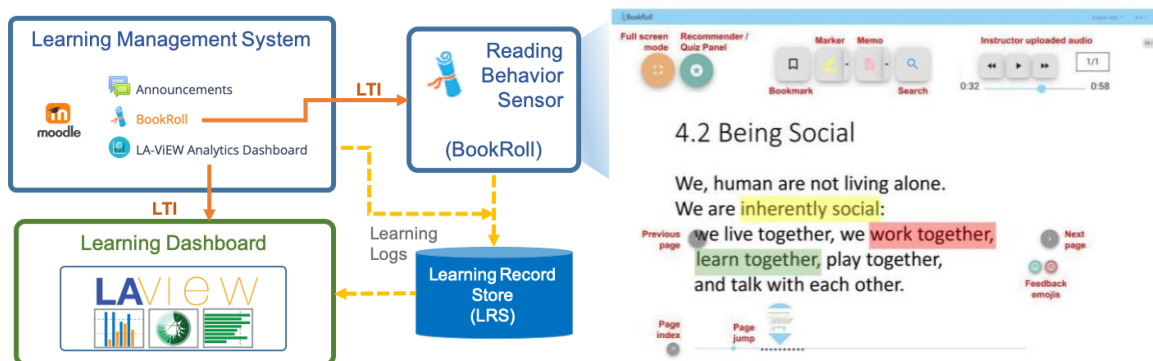 Learning Management System
Announcements
moodle
BookRoll
LA-ViEW Analytics Dashboard
LTI
Reading
Behavior
Sensor
(BookRoll)
LTI
Learning
Logs
Learning Dashboard
LAVIEW
Learning Record
Store
(LRS)
BookRoll
Full screen
mode
Recommender /
Quiz Panel
Marker
Memo
Bookmark
Search
Instructor uploaded audio
1/1
0:32
0:58
4.2 Being Social
We, human are not living alone.
We are inherently social:
we live together, we work together,
learn together, play together,
and talk with each other.
Previous
page
Next
page
Feedback
emojis
Page
index
Page
jump